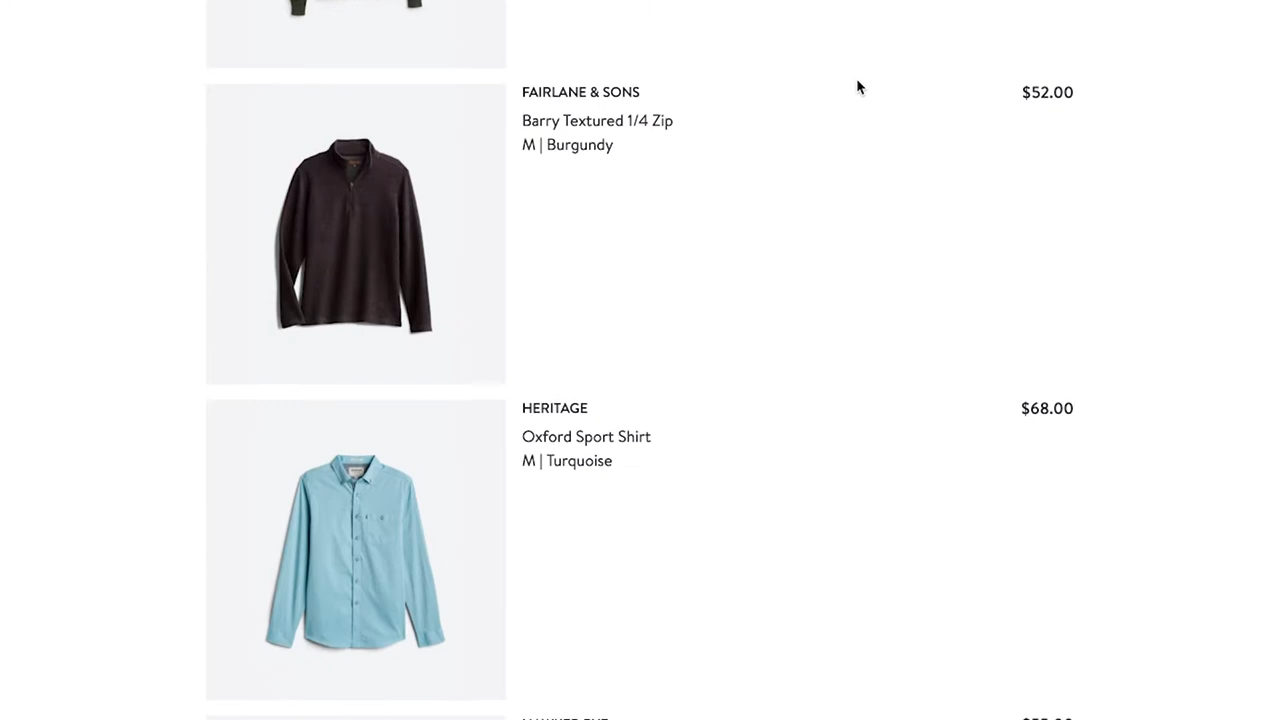 FAIRLANE & SONS
$52.00
Barry Textured 1/4 Zip
M | Burgundy
HERITAGE
$68.00
Oxford Sport Shirt
M | Turquoise